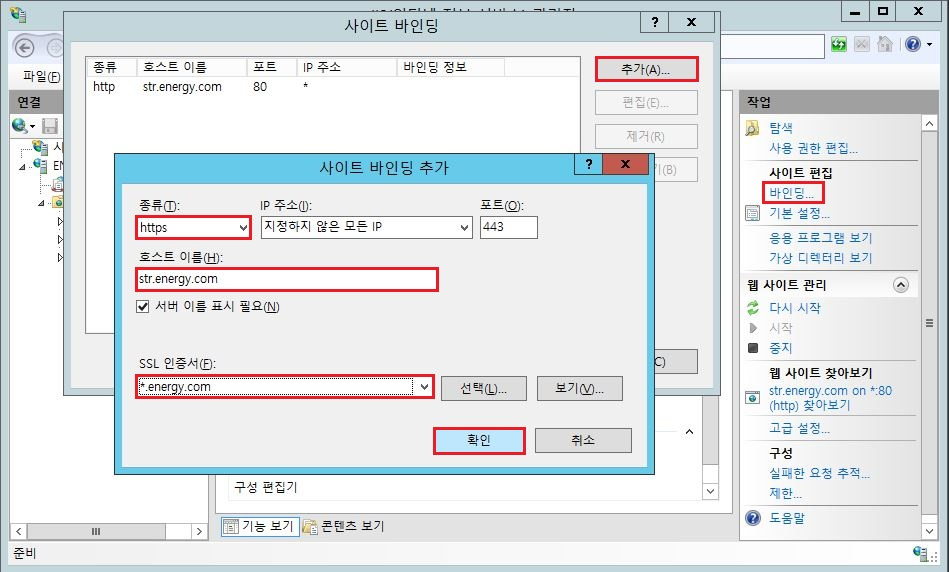 사이트 바인딩
?
X
파일(F)
연결
종류 호스트 이름 포트 IP 주소 바인딩 정보
http str.energy.com 80 *
추가(A)...
편집(E)...
제거(R)
(B)
사이트 바인딩 추가
?
X
종류(T): IP 주소(I): 포트(O):
https 지정하지 않은 모든 IP 443
호스트 이름(H):
str.energy.com
서버 이름 표시 필요(N)
SSL 인증서(F):
*.energy.com 선택(L)... 보기(V)...
확인 취소
C)
구성 편집기
기능 보기 콘텐츠 보기
준비
작업
탐색
사용 권한 편집...
사이트 편집
바인딩...
기본 설정...
응용 프로그램 보기
가상 디렉터리 보기
웹 사이트 관리
다시 시작
시작
중지
웹 사이트 찾아보기
str.energy.com on *:80
(http) 찾아보기
고급 설정...
구성
실패한 요청 추적...
제한...
도움말